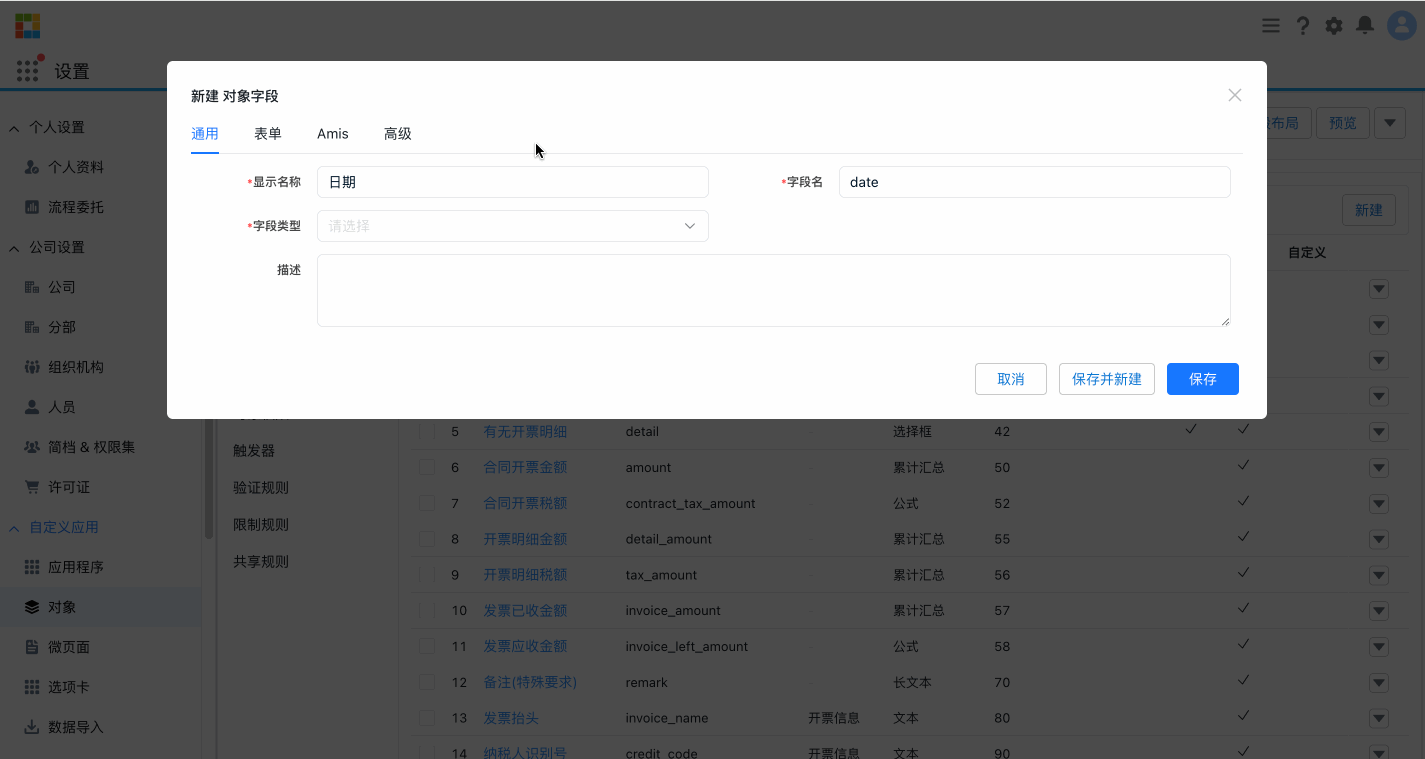 设置
新建 对象字段
通用 表单 Amis 高级
*显示名称 日期 *字段名 date
*字段类型 请选择
描述
取消 保存并新建 保存
布局 预览
新建
自定义
个人设置
个人资料
流程委托
公司设置
公司
分部
组织机构
人员
简档 & 权限集
许可证
自定义应用
应用程序
对象
微页面
选项卡
数据导入
触发器
验证规则
限制规则
共享规则
5 有无开票明细 detail 选择框 42
6 合同开票金额 amount 累计汇总 50
7 合同开票税额 contract_tax_amount 公式 52
8 开票明细金额 detail_amount 累计汇总 55
9 开票明细税额 tax_amount 累计汇总 56
10 发票已收金额 invoice_amount 累计汇总 57
11 发票应收金额 invoice_left_amount 公式 58
12 备注(特殊要求) remark 长文本 70
13 发票抬头 invoice_name 开票信息 文本 80
14 纳税人识别号 credit_code 开票信息 文本 90